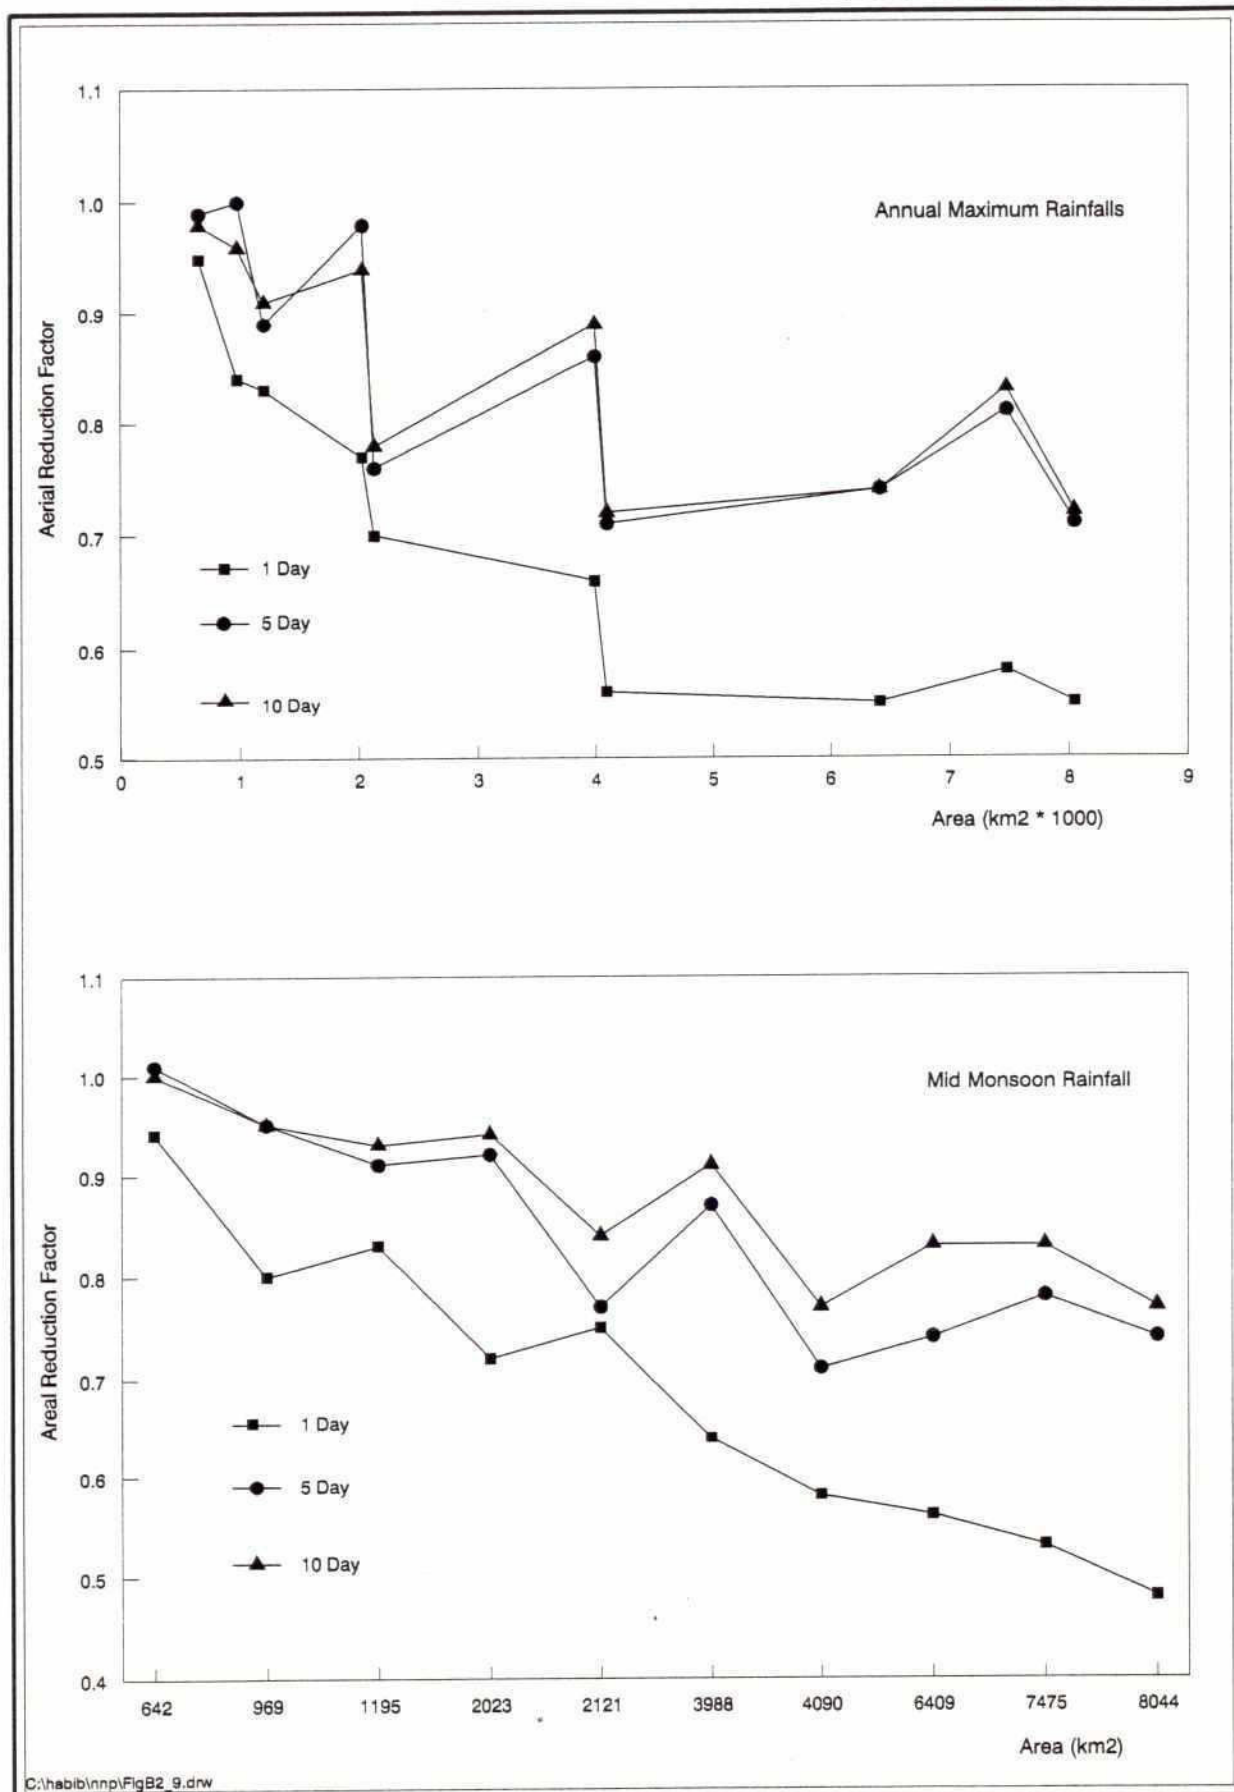 1.1
1.0
0.9
0.8
0.7
0.6
0.5
Aerial Reduction Factor
Annual Maximum Rainfalls
1 Day
5 Day
10 Day
0 1 2 3 4 5 6 7 8 9
Area (km2 * 1000)
1.1
1.0
0.9
0.8
0.7
0.6
0.5
0.4
Areal Reduction Factor
Mid Monsoon Rainfall
1 Day
5 Day
10 Day
642 969 1195 2023 2121 3988 4090 6409 7475 8044
Area (km2)
C:\habib\nnp\FigB2_9.drw